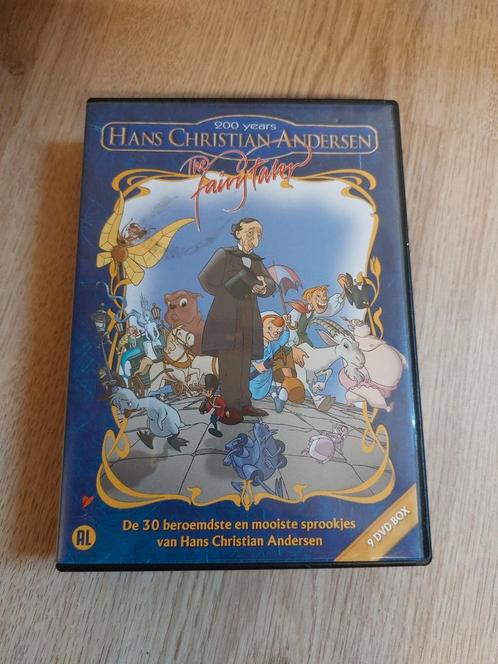 200 years
HANS CHRISTIAN ANDERSEN
The
Fairytaler
De 30 beroemdste en mooiste sprookjes
van Hans Christian Andersen
AL
9 DVD BOX